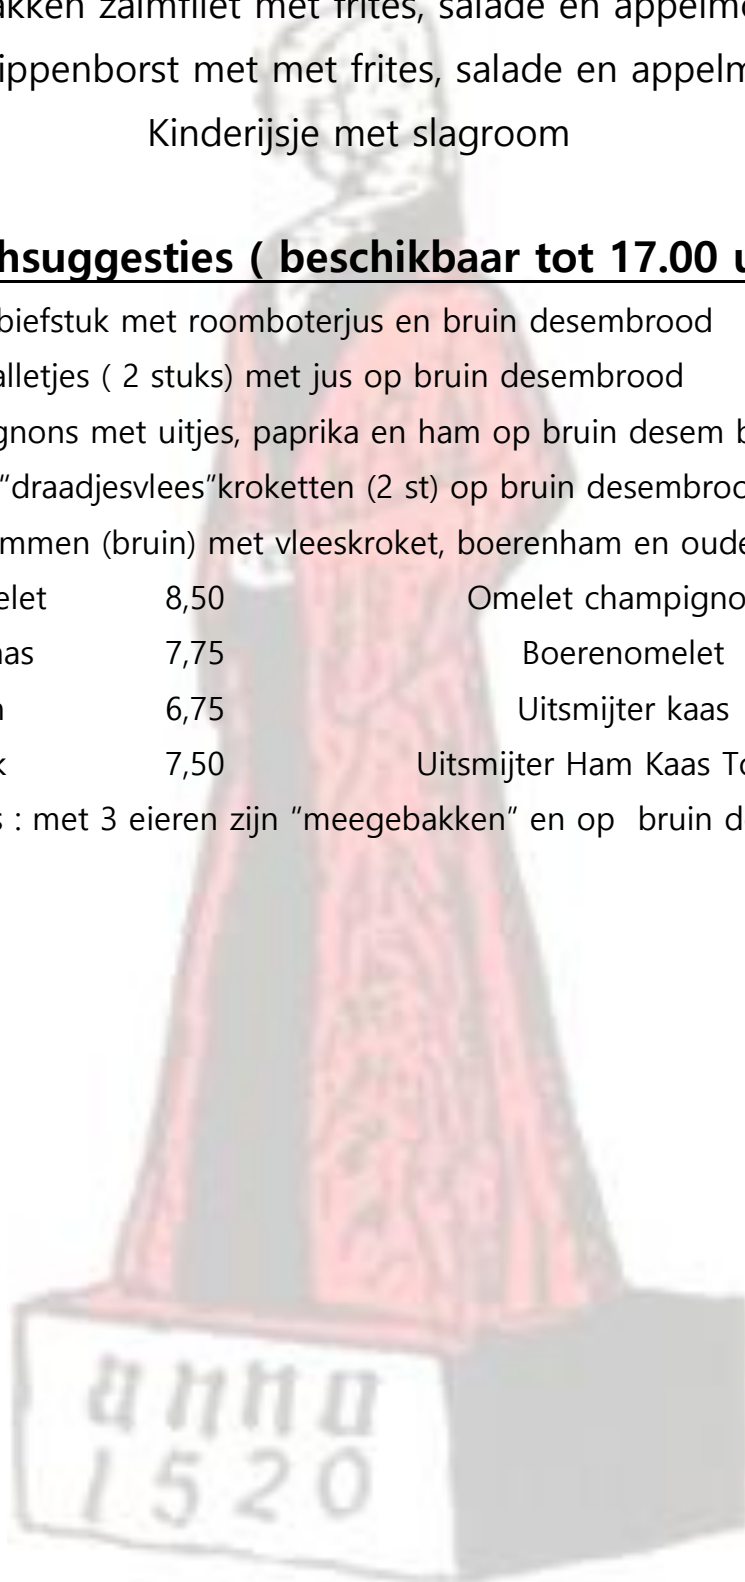 akken zalmfilet met frites, salade en appelmo
ippenborst met met frites, salade en appelm
Kinderijsje met slagroom
hsuggesties ( beschikbaar tot 17.00 u
biefstuk met roomboterjus en bruin desembrood
alletjes ( 2 stuks) met jus op bruin desembrood
gnons met uitjes, paprika en ham op bruin desem b
“draadjesvlees”kroketten (2 st) op bruin desembroo
mmen (bruin) met vleeskroket, boerenham en oude
elet 8,50 Omelet champigno
aas 7,75 Boerenomelet
n 6,75 Uitsmijter kaas
k 7,50 Uitsmijter Ham Kaas To
s : met 3 eieren zijn “meegebakken” en op bruin de
anno
1520